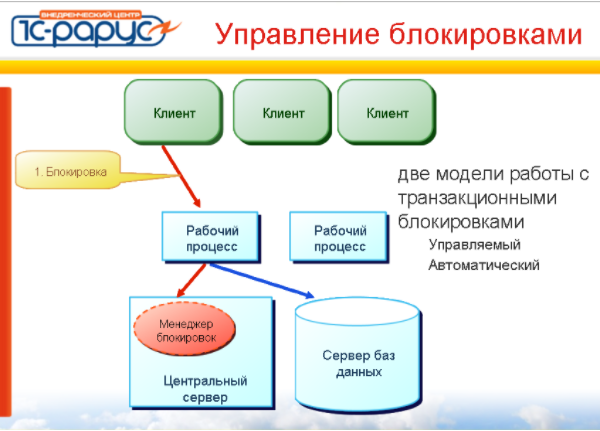 ВНЕДРЕНЧЕСКИЙ ЦЕНТР
1С-рарус
Управление блокировками
Клиент
Клиент
Клиент
1. Блокировка
две модели работы с
транзакционными
блокировками
Управляемый
Автоматический
Рабочий
процесс
Рабочий
процесс
Менеджер
блокировок
Центральный
сервер
Сервер баз
данных